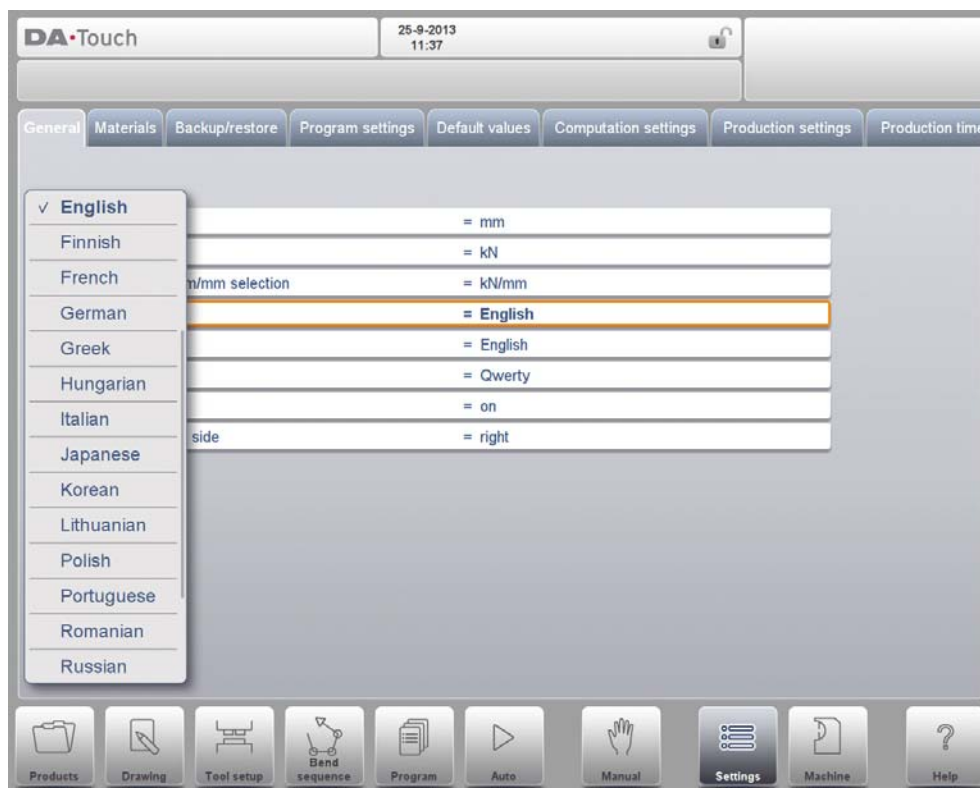 DA•Touch
25-9-2013
11:37
General Materials Backup/restore Program settings Default values Computation settings Production settings Production time
✓ English
Finnish
French
German
Greek
Hungarian
Italian
Japanese
Korean
Lithuanian
Polish
Portuguese
Romanian
Russian
= mm
= kN
m/mm selection = kN/mm
= English
= English
= Qwerty
= on
side = right
Products Drawing Tool setup Bend sequence Program Auto Manual Settings Machine Help